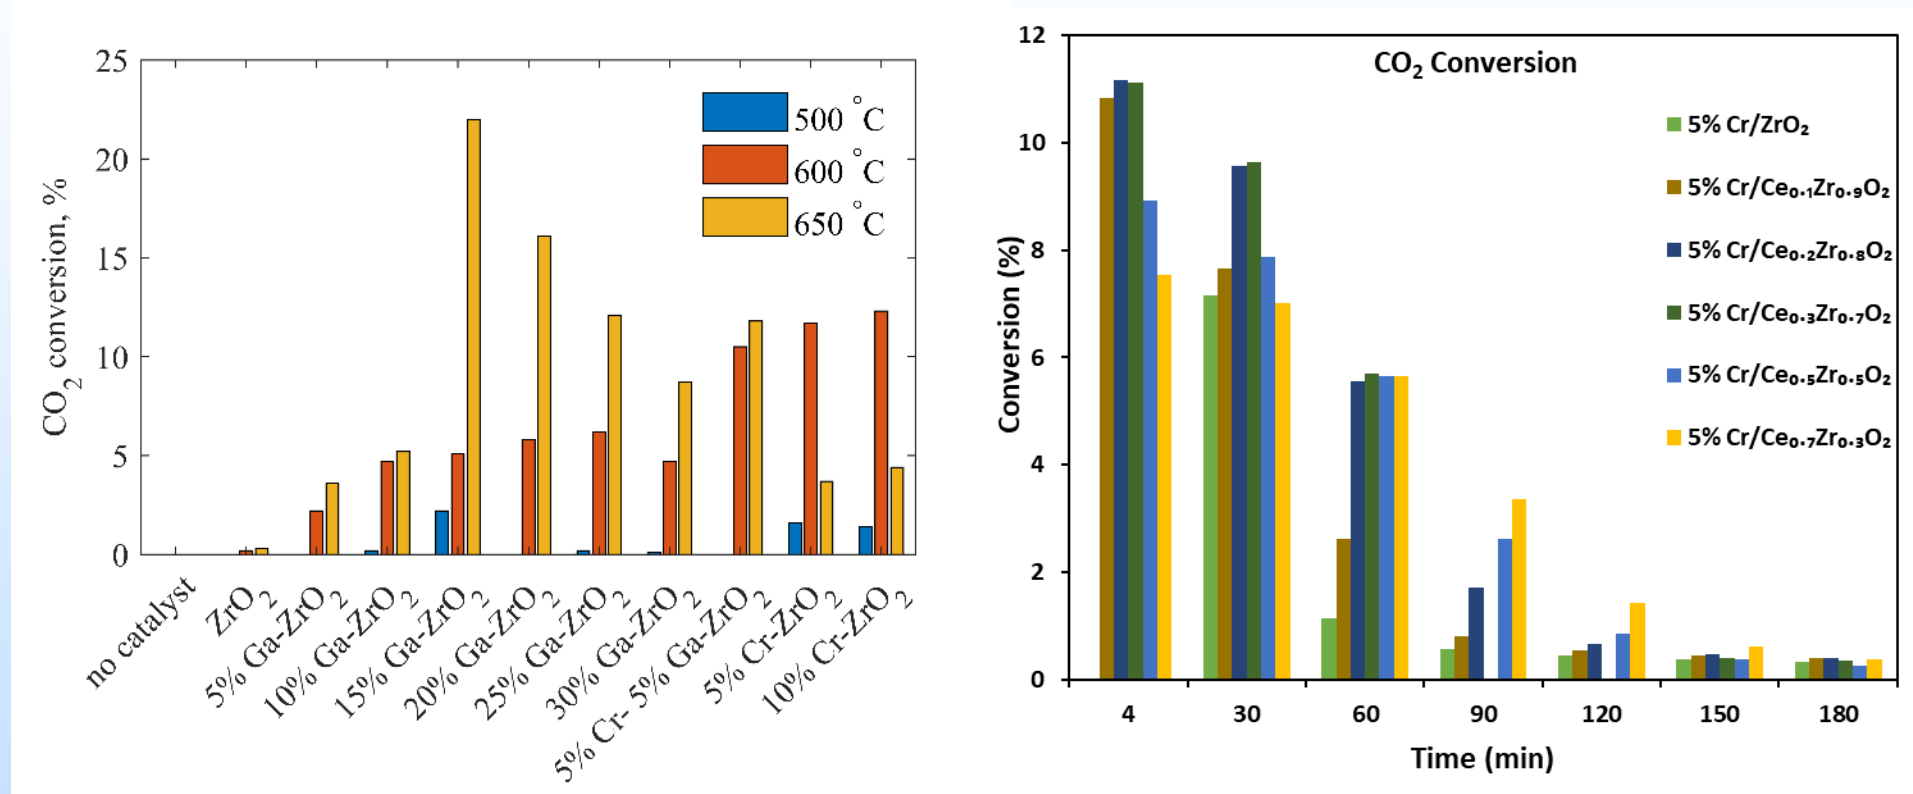 25
20
15
10
5
0
CO₂ conversion, %
500 °C
600 °C
650 °C
no catalyst
ZrO₂
5% Ga-ZrO₂
10% Ga-ZrO₂
15% Ga-ZrO₂
20% Ga-ZrO₂
25% Ga-ZrO₂
30% Ga-ZrO₂
5% Cr- 5% Ga-ZrO₂
5% Cr-ZrO₂
10% Cr-ZrO₂
CO₂ Conversion
12
10
8
6
4
2
0
Conversion (%)
5% Cr/ZrO₂
5% Cr/Ce₀.₁Zr₀.₉O₂
5% Cr/Ce₀.₂Zr₀.₈O₂
5% Cr/Ce₀.₃Zr₀.₇O₂
5% Cr/Ce₀.₅Zr₀.₅O₂
5% Cr/Ce₀.₇Zr₀.₃O₂
4 30 60 90 120 150 180
Time (min)